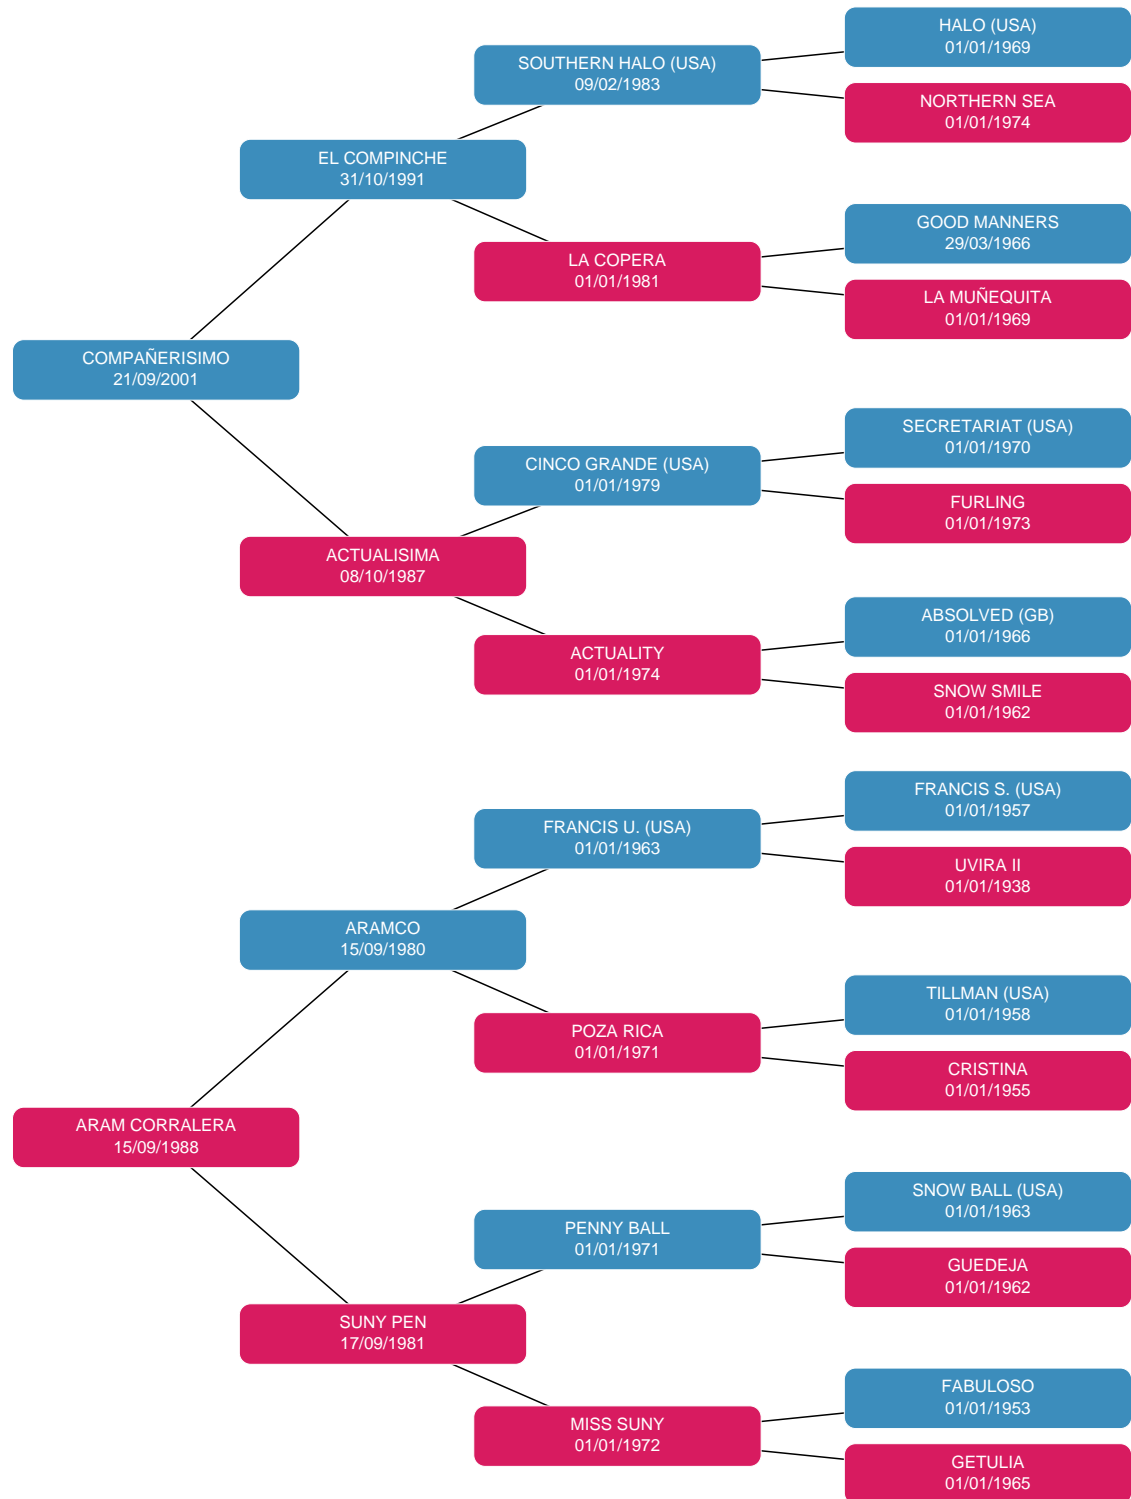 HALO (USA)
01/01/1969
SOUTHERN HALO (USA)
09/02/1983
NORTHERN SEA
01/01/1974
EL COMPINCHE
31/10/1991
GOOD MANNERS
29/03/1966
LA COPERA
01/01/1981
LA MUÑEQUITA
01/01/1969
COMPAÑERISIMO
21/09/2001
SECRETARIAT (USA)
01/01/1970
CINCO GRANDE (USA)
01/01/1979
FURLING
01/01/1973
ACTUALISIMA
08/10/1987
ABSOLVED (GB)
01/01/1966
ACTUALITY
01/01/1974
SNOW SMILE
01/01/1962
FRANCIS S. (USA)
01/01/1957
FRANCIS U. (USA)
01/01/1963
UVIRA II
01/01/1938
ARAMCO
15/09/1980
TILLMAN (USA)
01/01/1958
POZA RICA
01/01/1971
CRISTINA
01/01/1955
ARAM CORRALERA
15/09/1988
SNOW BALL (USA)
01/01/1963
PENNY BALL
01/01/1971
GUEDEJA
01/01/1962
SUNY PEN
17/09/1981
FABULOSO
01/01/1953
MISS SUNY
01/01/1972
GETULIA
01/01/1965